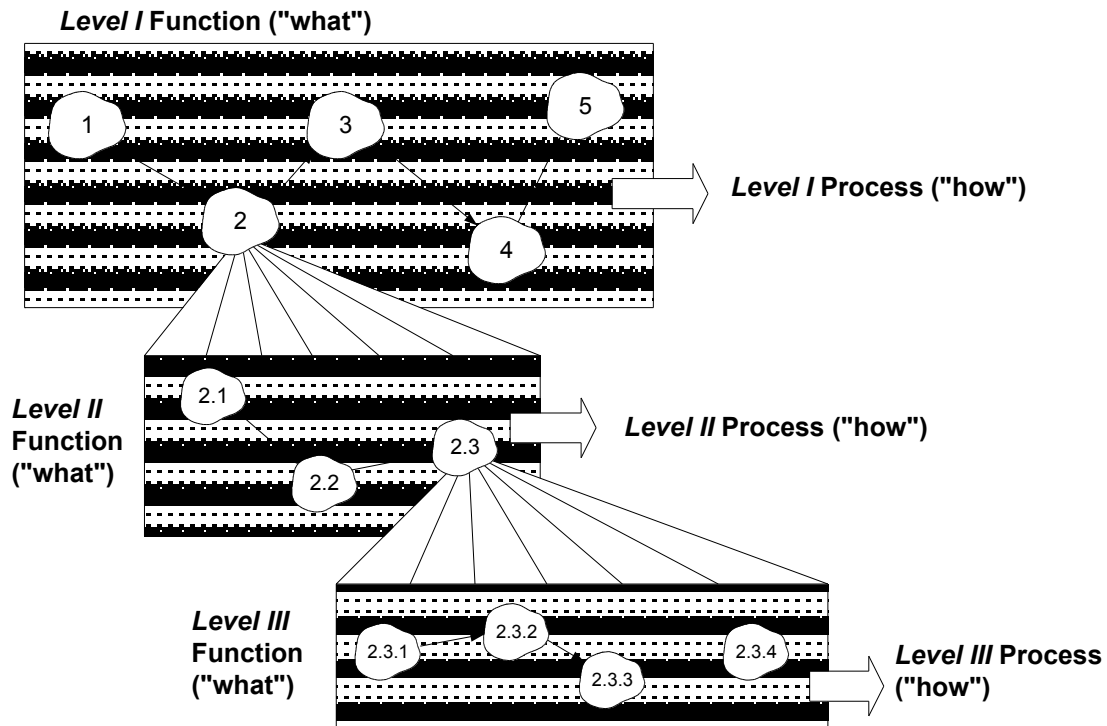 Level I Function ("what")
1
3
5
2
4
Level I Process ("how")
2.1
Level II
Function
("what")
2.3
2.2
Level II Process ("how")
Level III
Function
("what")
2.3.1
2.3.2
2.3.3
2.3.4
Level III Process
("how")